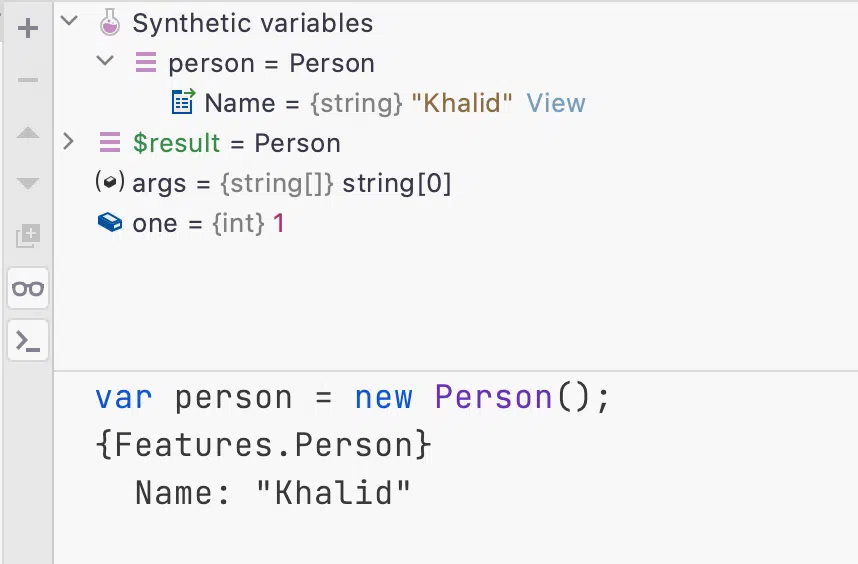 Synthetic variables
person = Person
Name = {string} "Khalid" View
$result = Person
args = {string[]} string[0]
one = {int} 1
var person = new Person();
{Features.Person}
Name: "Khalid"